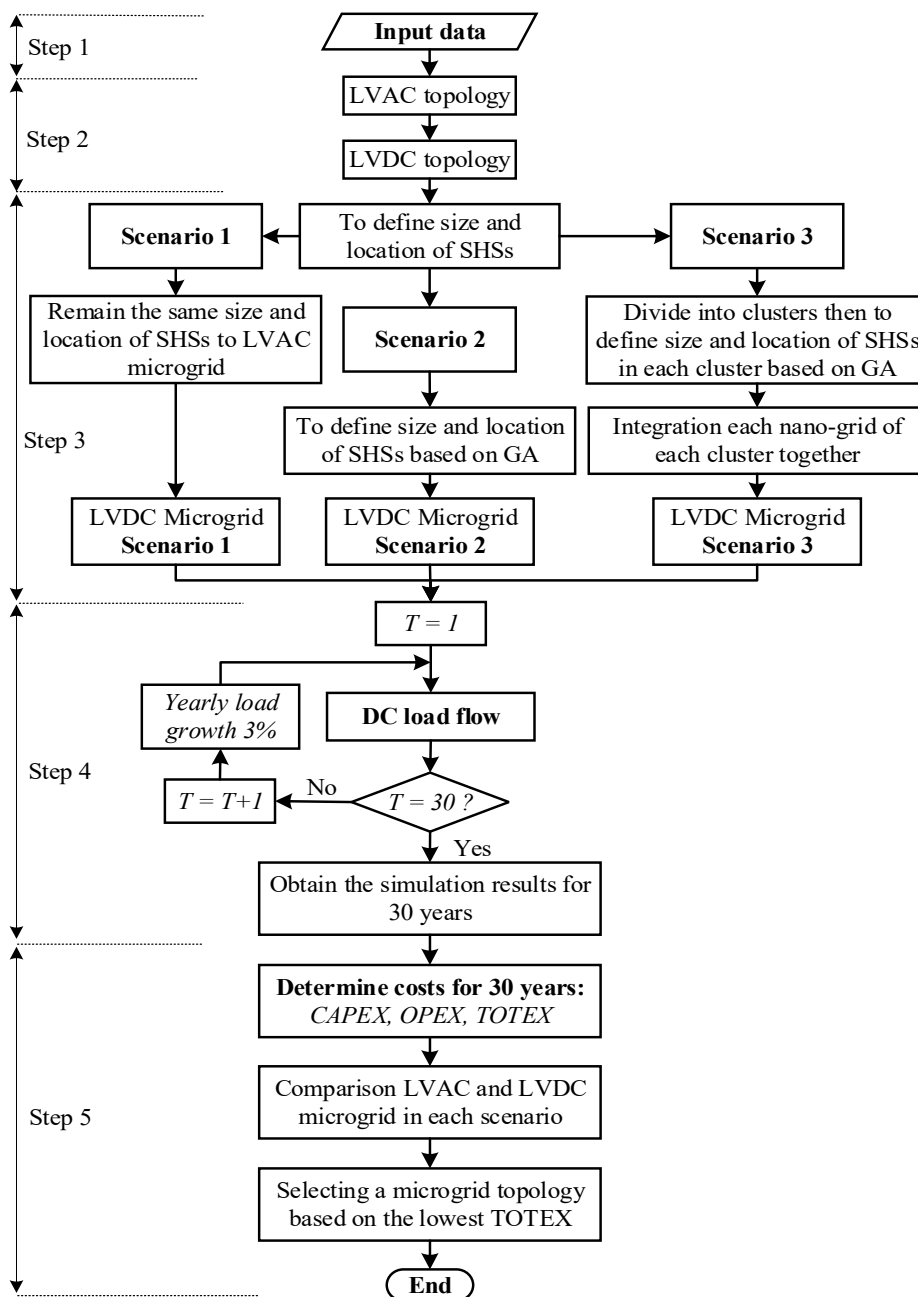 Step 1
Input data
Step 2
LVAC topology
LVDC topology
Step 3
To define size and
location of SHSs
Scenario 1
Remain the same size and
location of SHSs to LVAC
microgrid
LVDC Microgrid
Scenario 1
Scenario 2
To define size and location
of SHSs based on GA
LVDC Microgrid
Scenario 2
Scenario 3
Divide into clusters then to
define size and location of SHSs
in each cluster based on GA
Integration each nano-grid of
each cluster together
LVDC Microgrid
Scenario 3
Step 4
T = 1
DC load flow
T = 30 ?
No
T = T+1
Yearly load
growth 3%
Yes
Obtain the simulation results for
30 years
Step 5
Determine costs for 30 years:
CAPEX, OPEX, TOTEX
Comparison LVAC and LVDC
microgrid in each scenario
Selecting a microgrid topology
based on the lowest TOTEX
End